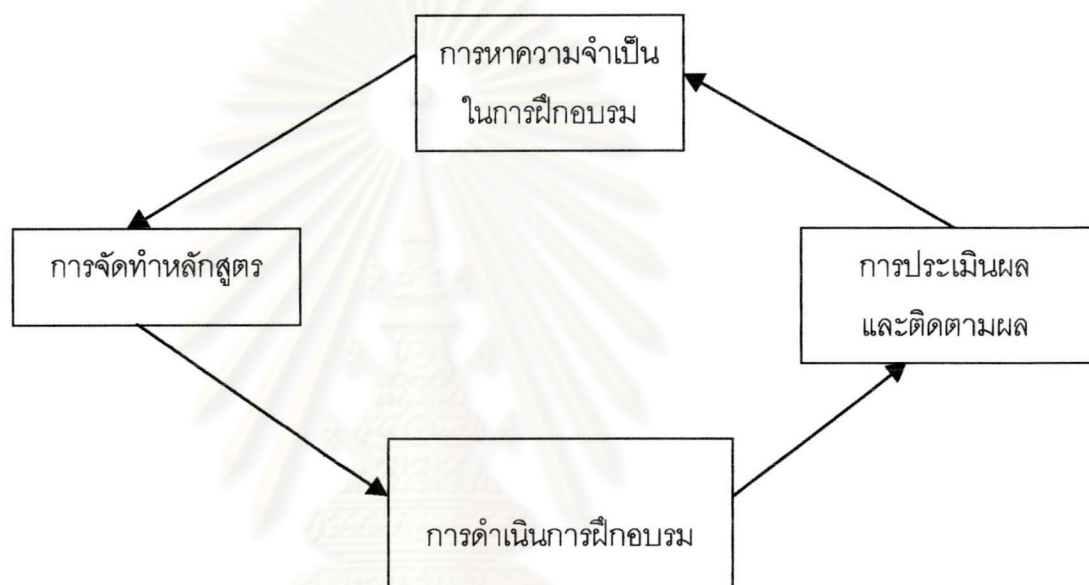 การหาความจำเป็น
ในการฝึกอบรม
การจัดทำหลักสูตร
การประเมินผล
และติดตามผล
การดำเนินการฝึกอบรม